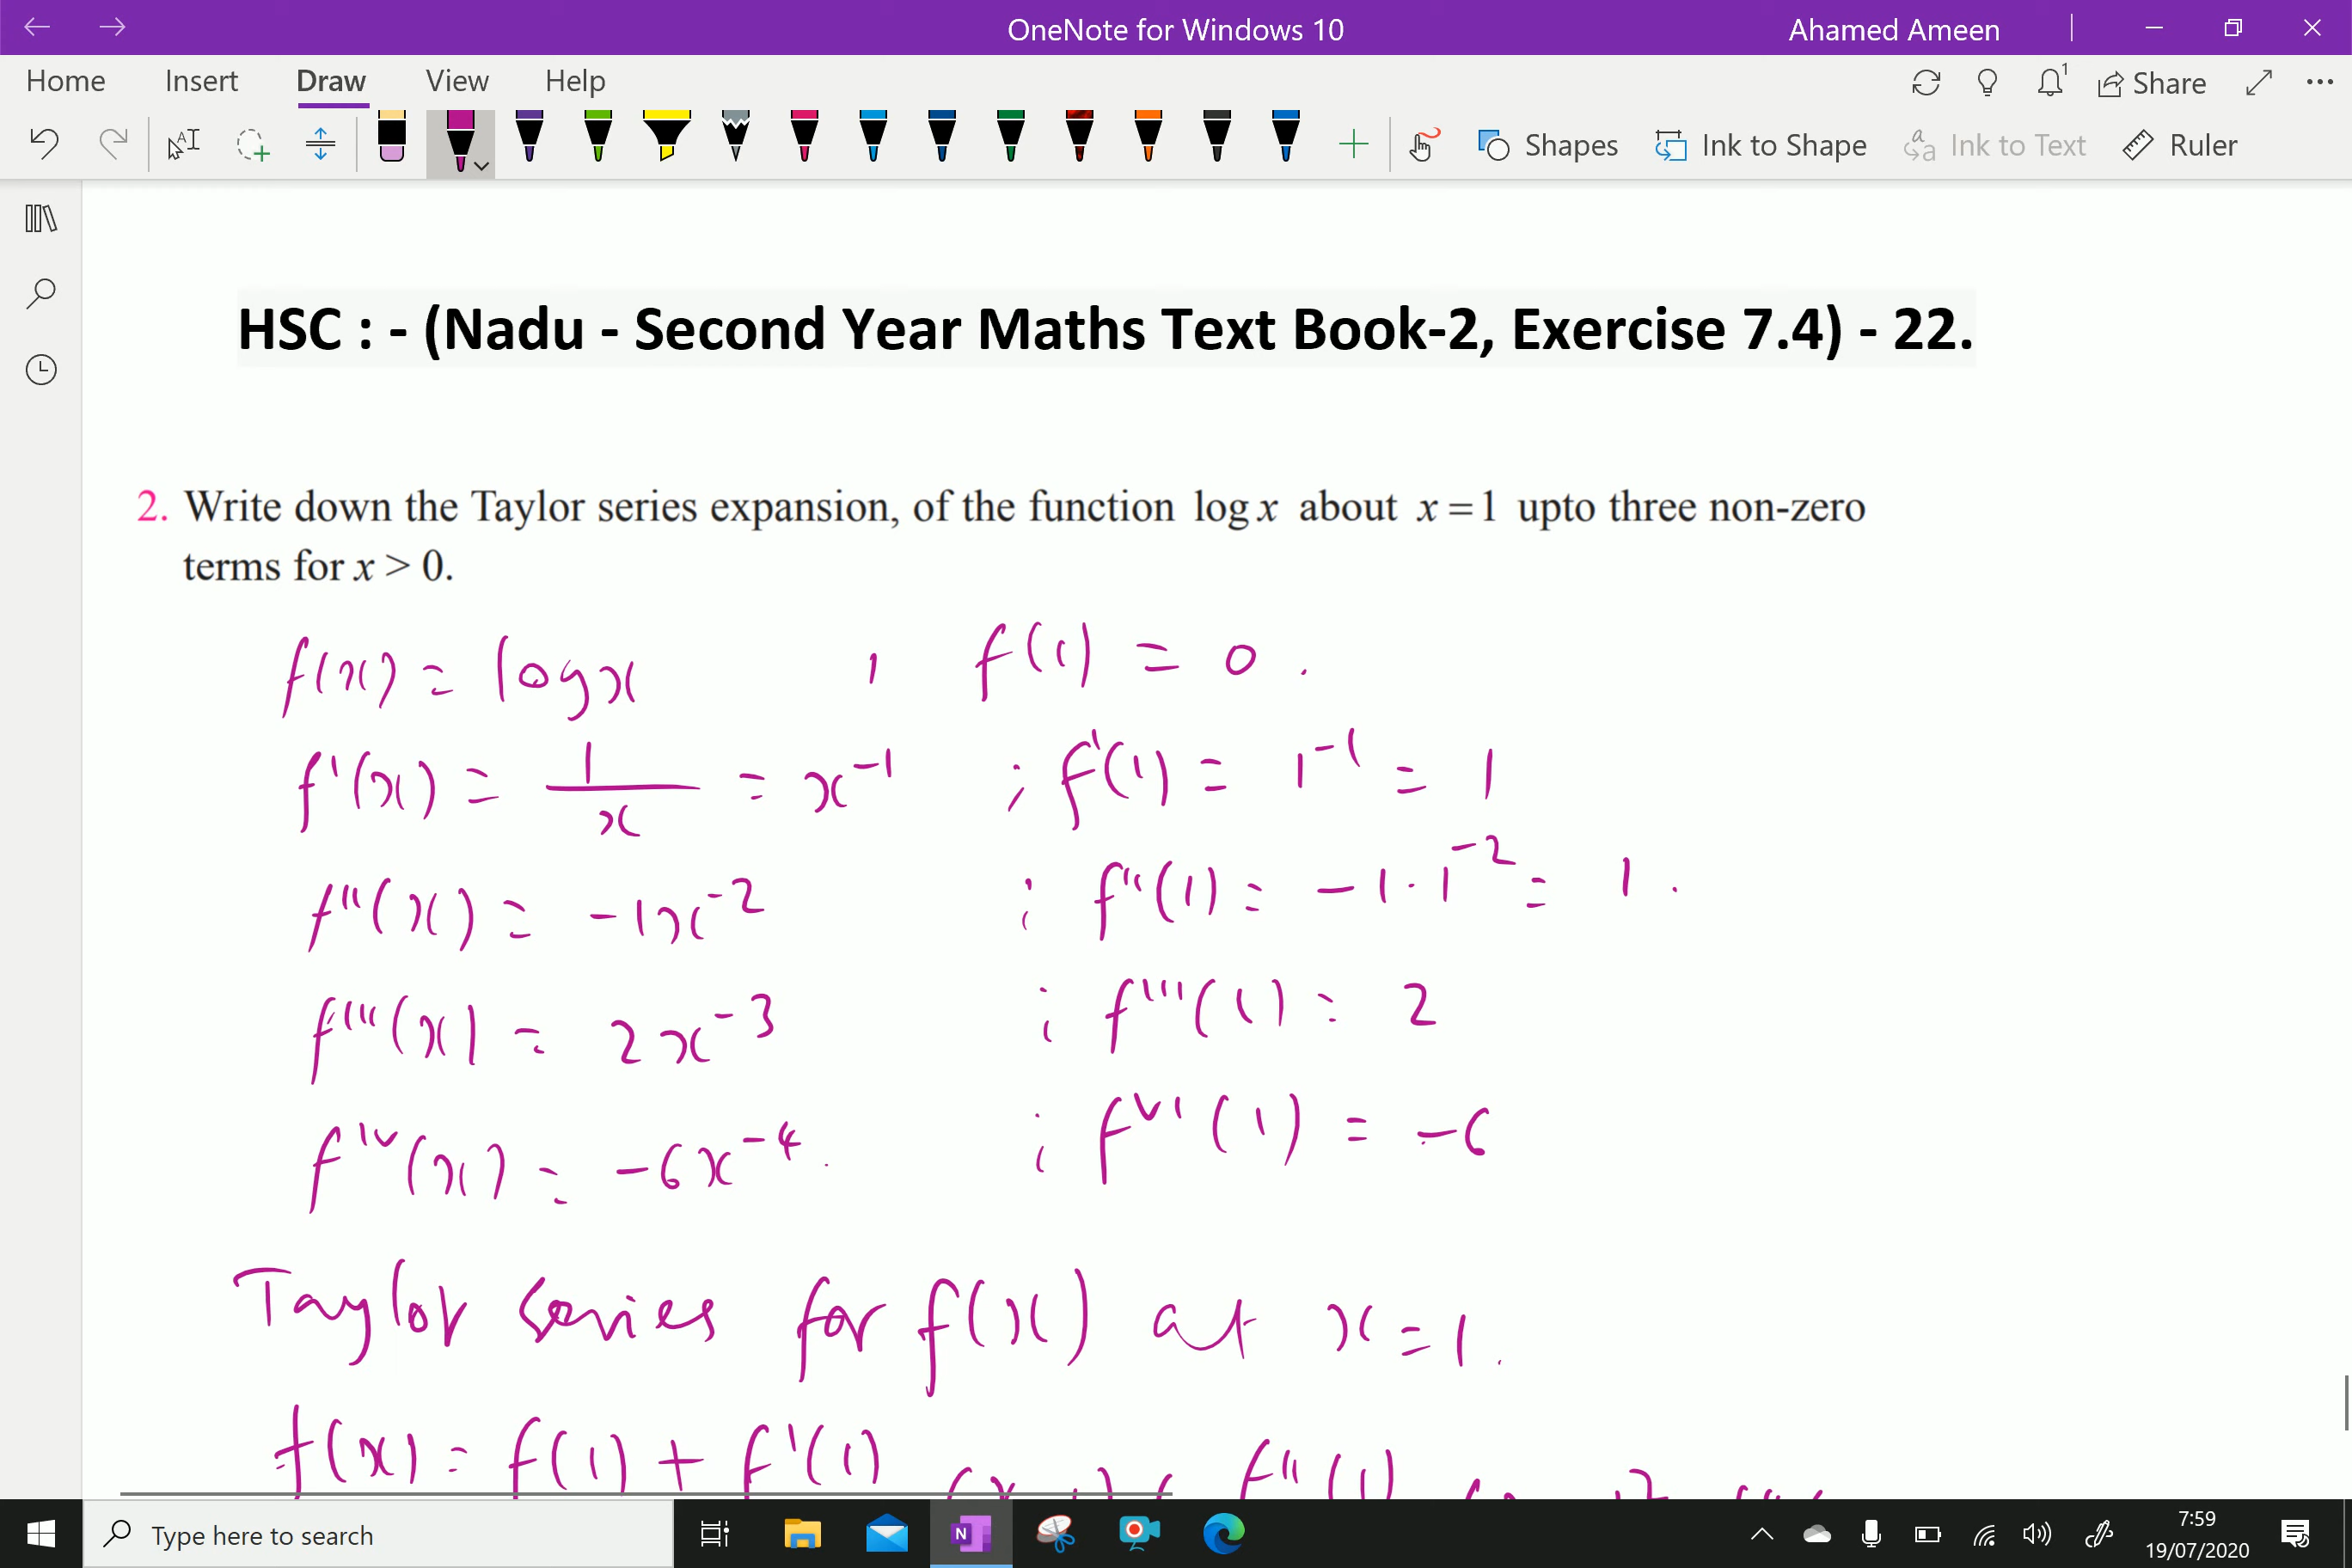 OneNote for Windows 10 Ahamed Ameen
Home Insert Draw View Help Share
Shapes Ink to Shape Ink to Text Ruler
HSC : - (Nadu - Second Year Maths Text Book-2, Exercise 7.4) - 22.
2. Write down the Taylor series expansion, of the function log x about x = 1 upto three non-zero
terms for x > 0.
f(x) = log x , f(1) = 0 .
f'(x) = 1/x = x^-1 ; f'(1) = 1^-1 = 1
f''(x) = -1x^-2 ; f''(1) = -1·1^-2 = 1 .
f'''(x) = 2x^-3 ; f'''(1) = 2
f^iv(x) = -6x^-4 . ; f^vi(1) = -6
Taylor series for f(x) at x = 1 .
f(x) = f(1) + f'(1) f''(1)
Type here to search 7:59
19/07/2020